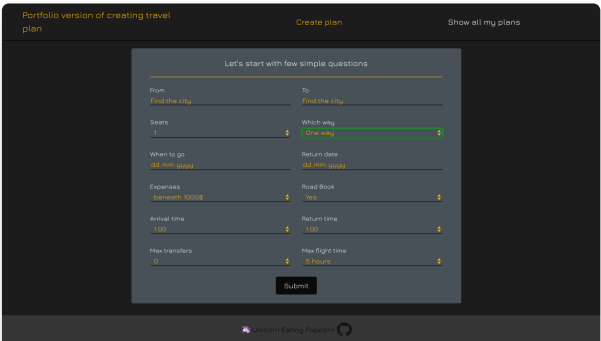 Portfolio version of creating travel
plan
Create plan
Show all my plans
Let's start with few simple questions
From
To
Find the city
Find the city
Seats
Which way
1
One way
When to go
Return date
dd.mm.yyyy
dd.mm.yyyy
Expenses
Road Book
beneath 1000$
Yes
Arrival time
Return time
1:00
1:00
Max transfers
Max flight time
0
5 hours
Submit
Unicorn Eating Popcorn